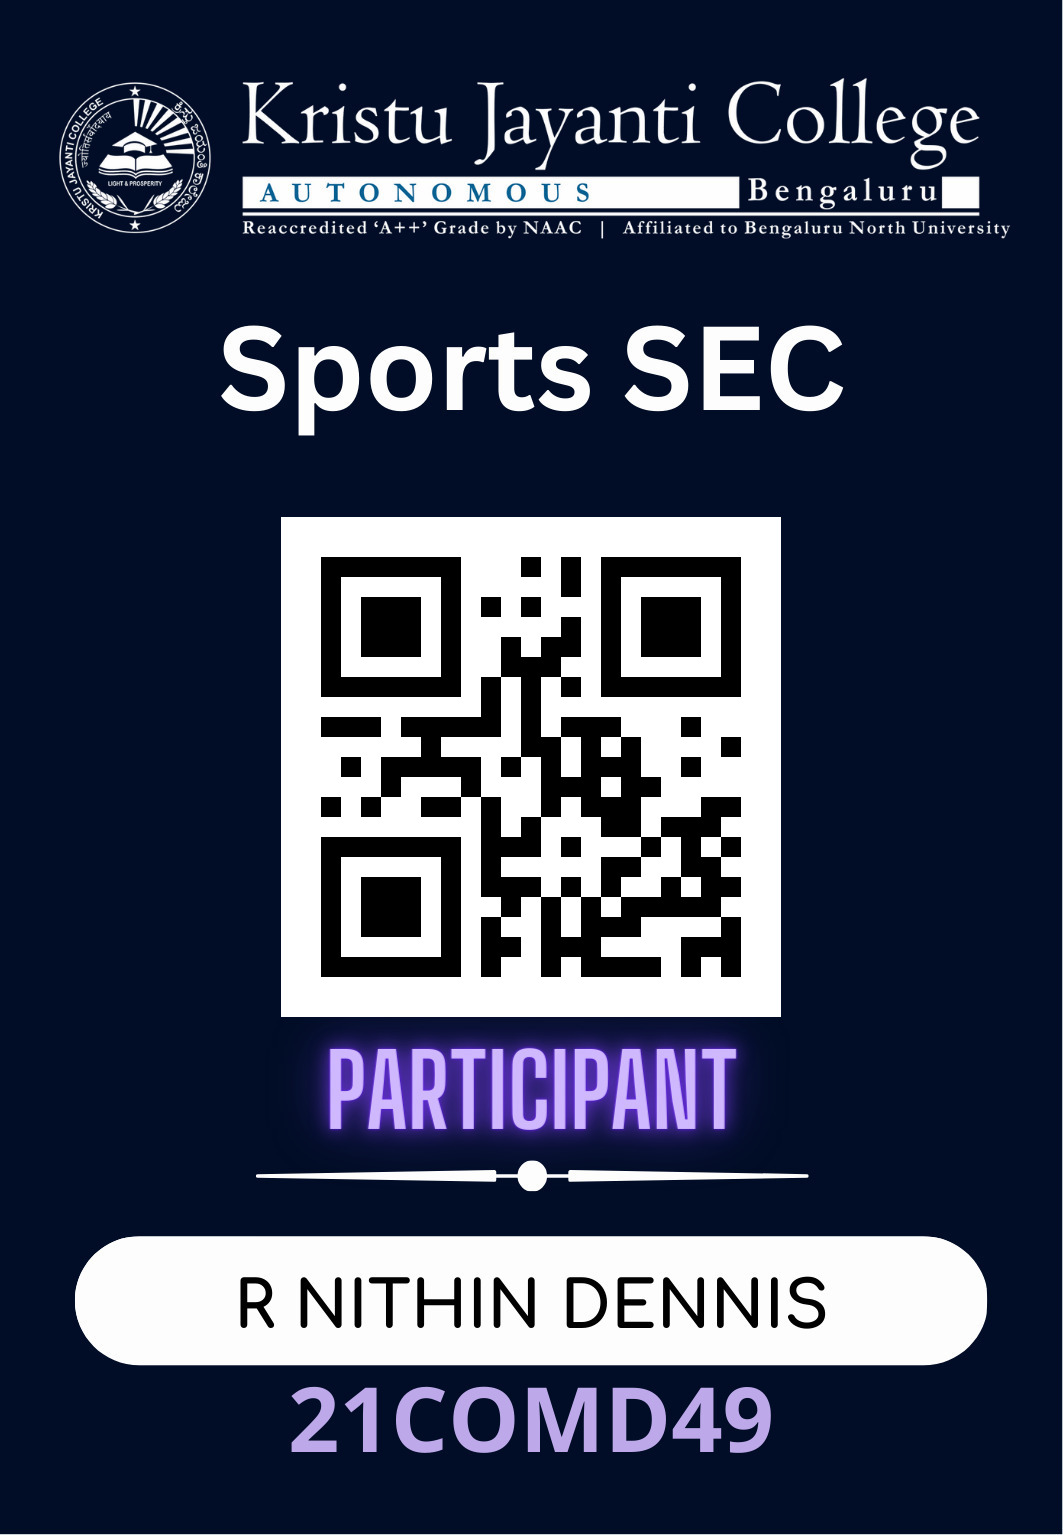 KRISTU JAYANTI COLLEGE
ज्योतिर्सेवाद्याय
ಕ್ರಿಸ್ತು ಜಯಂತಿ ಕಾಲೇಜು
LIGHT & PROSPERITY
Kristu Jayanti College
AUTONOMOUS Bengaluru
Reaccredited ‘A++’ Grade by NAAC | Affiliated to Bengaluru North University
Sports SEC
PARTICIPANT
R NITHIN DENNIS
21COMD49